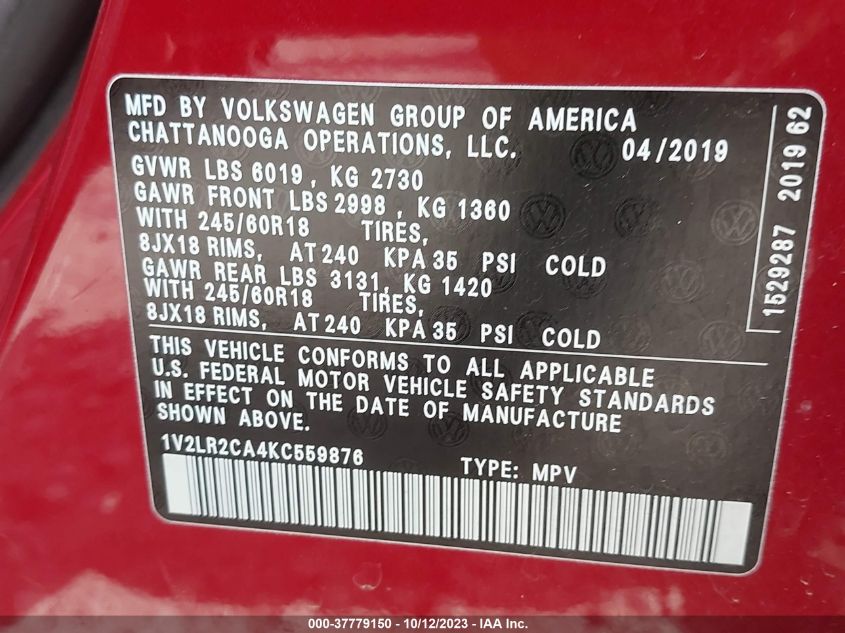 MFD BY VOLKSWAGEN GROUP OF AMERICA
CHATTANOOGA OPERATIONS, LLC. 04/2019
GVWR LBS 6019, KG 2730
GAWR FRONT LBS 2998, KG 1360
WITH 245/60R18 TIRES,
8JX18 RIMS, AT 240 KPA 35 PSI COLD
GAWR REAR LBS 3131, KG 1420
WITH 245/60R18 TIRES,
8JX18 RIMS, AT 240 KPA 35 PSI COLD
THIS VEHICLE CONFORMS TO ALL APPLICABLE
U.S. FEDERAL MOTOR VEHICLE SAFETY STANDARDS
IN EFFECT ON THE DATE OF MANUFACTURE
SHOWN ABOVE.
1V2LR2CA4KC559876 TYPE: MPV
1529287 2019 62
000-37779150 - 10/12/2023 - IAA Inc.